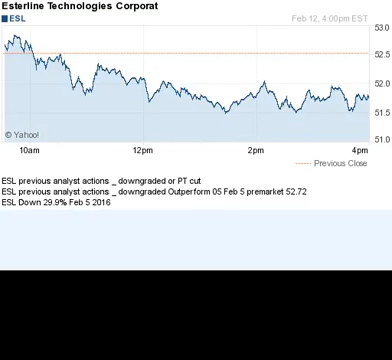 Esterline Technologies Corporat
ESL
Feb 12, 4:00pm EST
53.0
52.5
52.0
51.5
51.0
© Yahoo!
10am 12pm 2pm 4pm
Previous Close
ESL previous analyst actions _ downgraded or PT cut
ESL previous analyst actions _ downgraded Outperform 05 Feb 5 premarket 52.72
ESL Down 29.9% Feb 5 2016